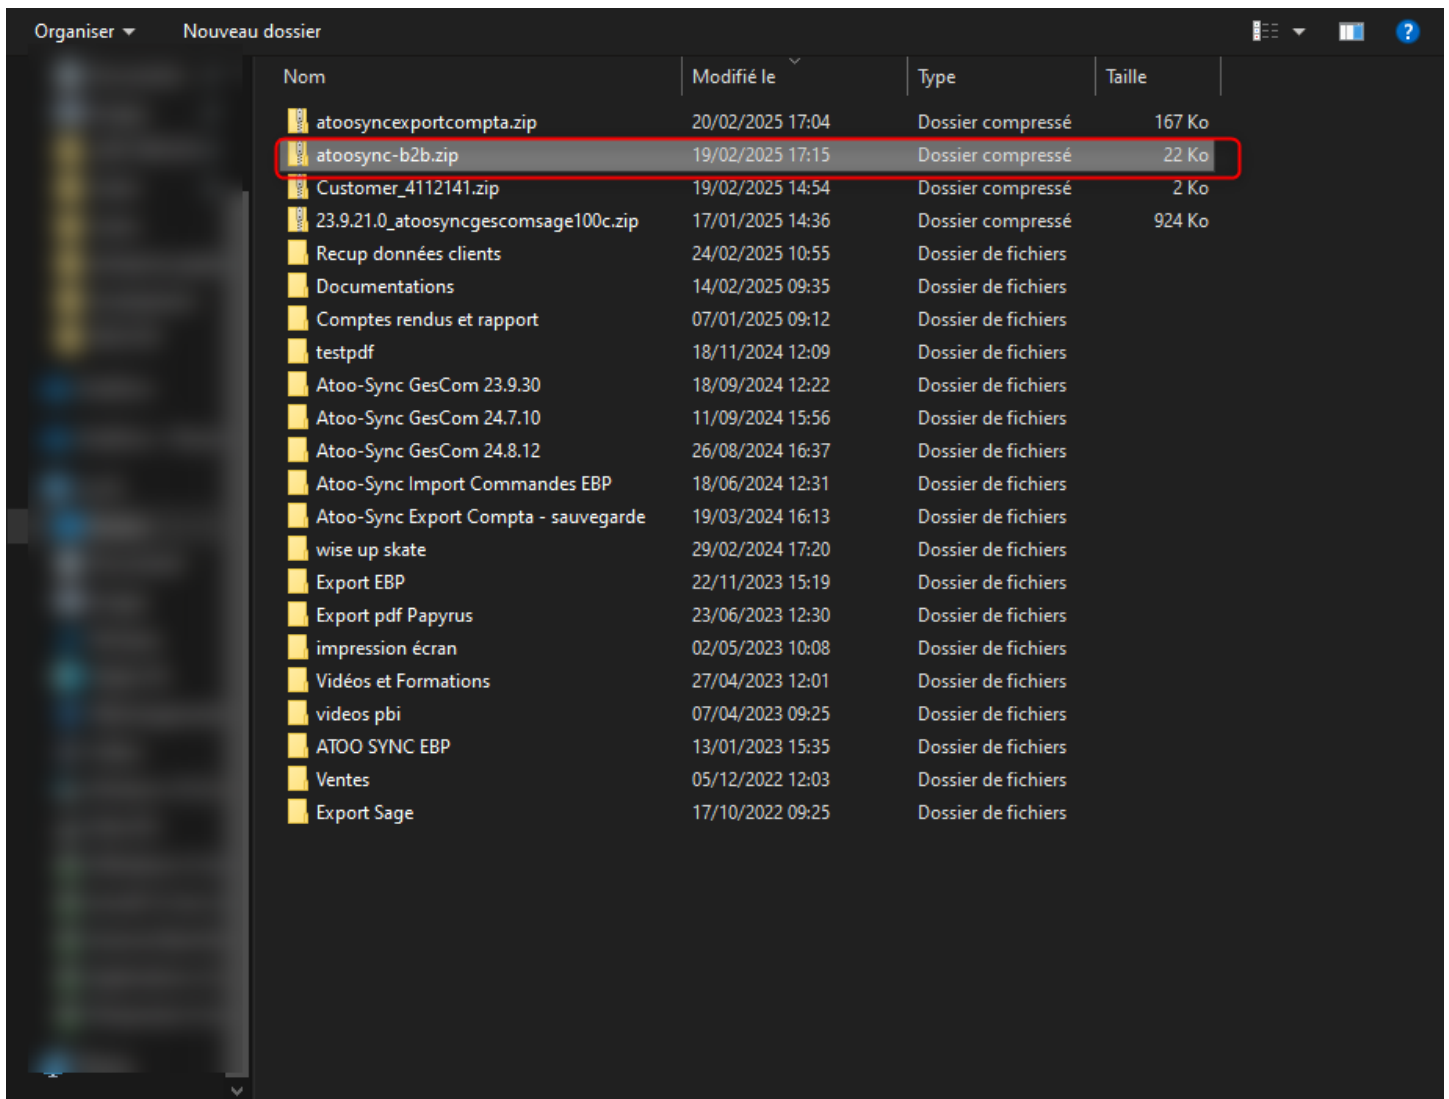 Organiser Nouveau dossier
Nom Modifié le Type Taille
atoosyncexportcompta.zip 20/02/2025 17:04 Dossier compressé 167 Ko
atoosync-b2b.zip 19/02/2025 17:15 Dossier compressé 22 Ko
Customer_4112141.zip 19/02/2025 14:54 Dossier compressé 2 Ko
23.9.21.0_atoosyncgescomsage100c.zip 17/01/2025 14:36 Dossier compressé 924 Ko
Recup données clients 24/02/2025 10:55 Dossier de fichiers
Documentations 14/02/2025 09:35 Dossier de fichiers
Comptes rendus et rapport 07/01/2025 09:12 Dossier de fichiers
testpdf 18/11/2024 12:09 Dossier de fichiers
Atoo-Sync GesCom 23.9.30 18/09/2024 12:22 Dossier de fichiers
Atoo-Sync GesCom 24.7.10 11/09/2024 15:56 Dossier de fichiers
Atoo-Sync GesCom 24.8.12 26/08/2024 16:37 Dossier de fichiers
Atoo-Sync Import Commandes EBP 18/06/2024 12:31 Dossier de fichiers
Atoo-Sync Export Compta - sauvegarde 19/03/2024 16:13 Dossier de fichiers
wise up skate 29/02/2024 17:20 Dossier de fichiers
Export EBP 22/11/2023 15:19 Dossier de fichiers
Export pdf Papyrus 23/06/2023 12:30 Dossier de fichiers
impression écran 02/05/2023 10:08 Dossier de fichiers
Vidéos et Formations 27/04/2023 12:01 Dossier de fichiers
videos pbi 07/04/2023 09:25 Dossier de fichiers
ATOO SYNC EBP 13/01/2023 15:35 Dossier de fichiers
Ventes 05/12/2022 12:03 Dossier de fichiers
Export Sage 17/10/2022 09:25 Dossier de fichiers